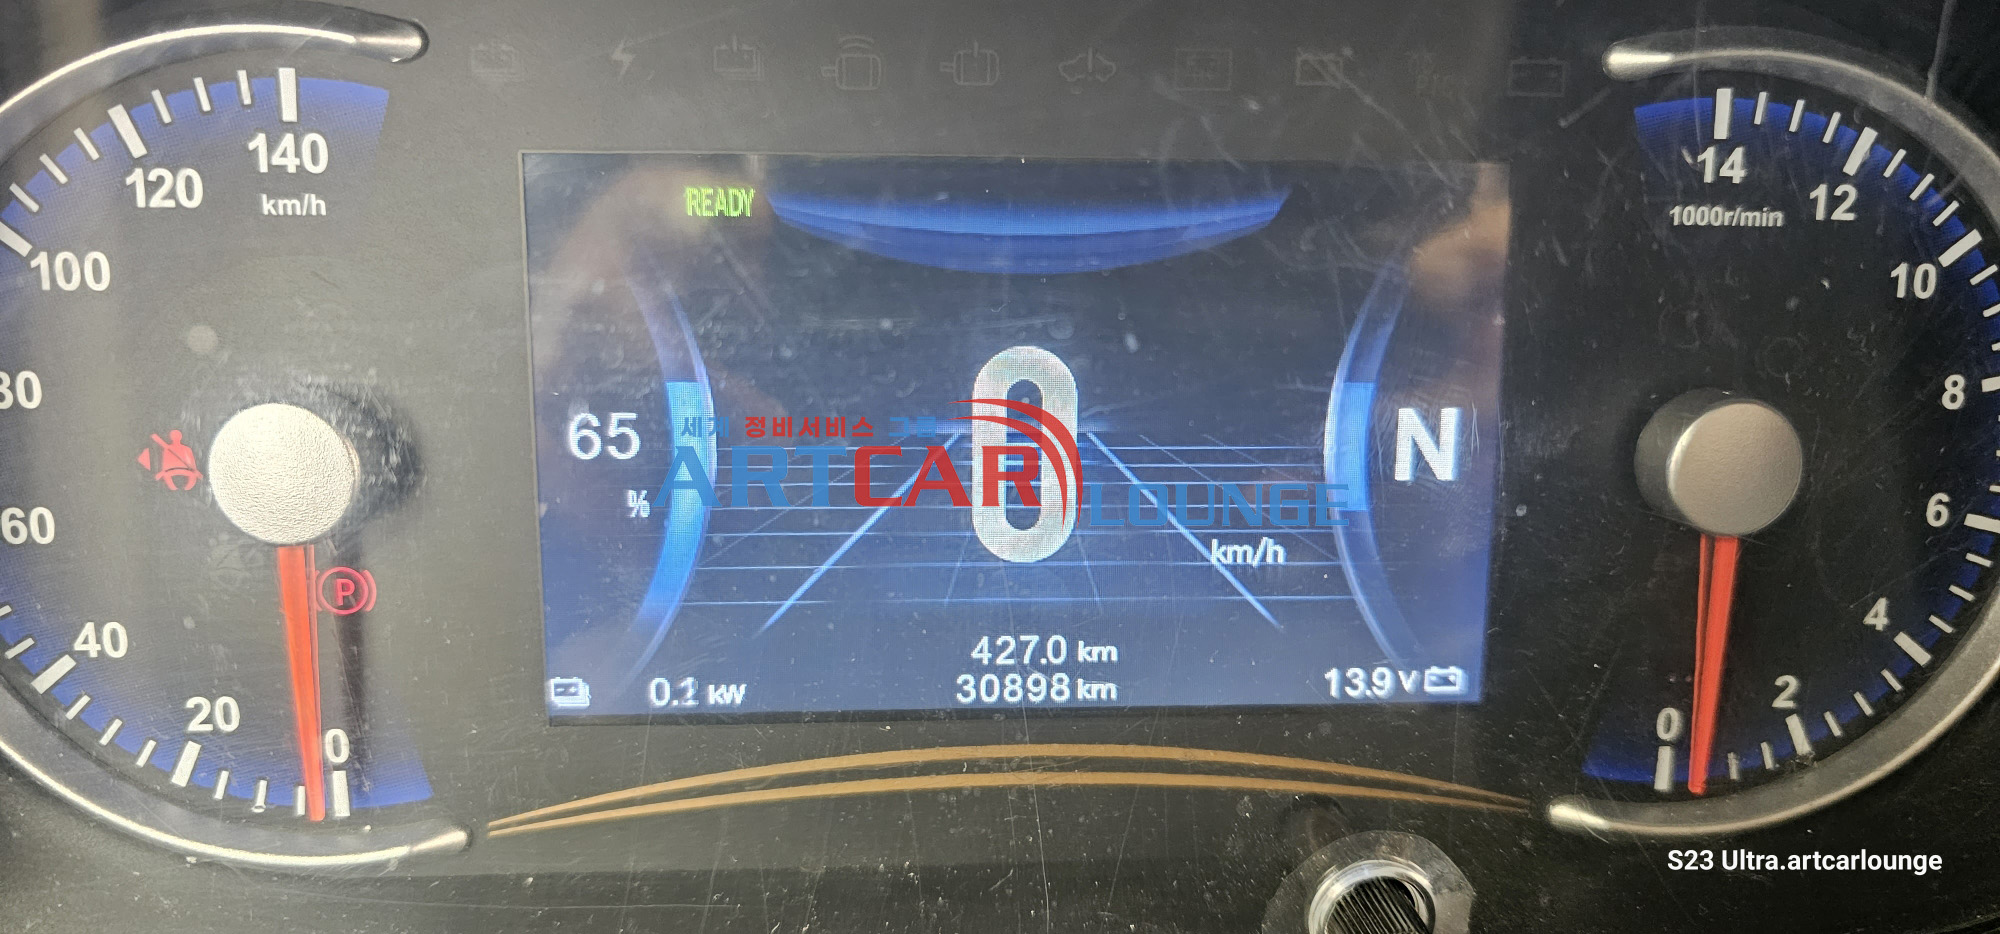 140
km/h
120
100
80
60
40
20
0
READY
65
%
0
km/h
N
427.0 km
30898 km
0.1 kW
13.9 V
P
14
12
1000r/min
10
8
6
4
2
0
세계 정비서비스 그룹
ARTCAR LOUNGE
S23 Ultra.artcarlounge